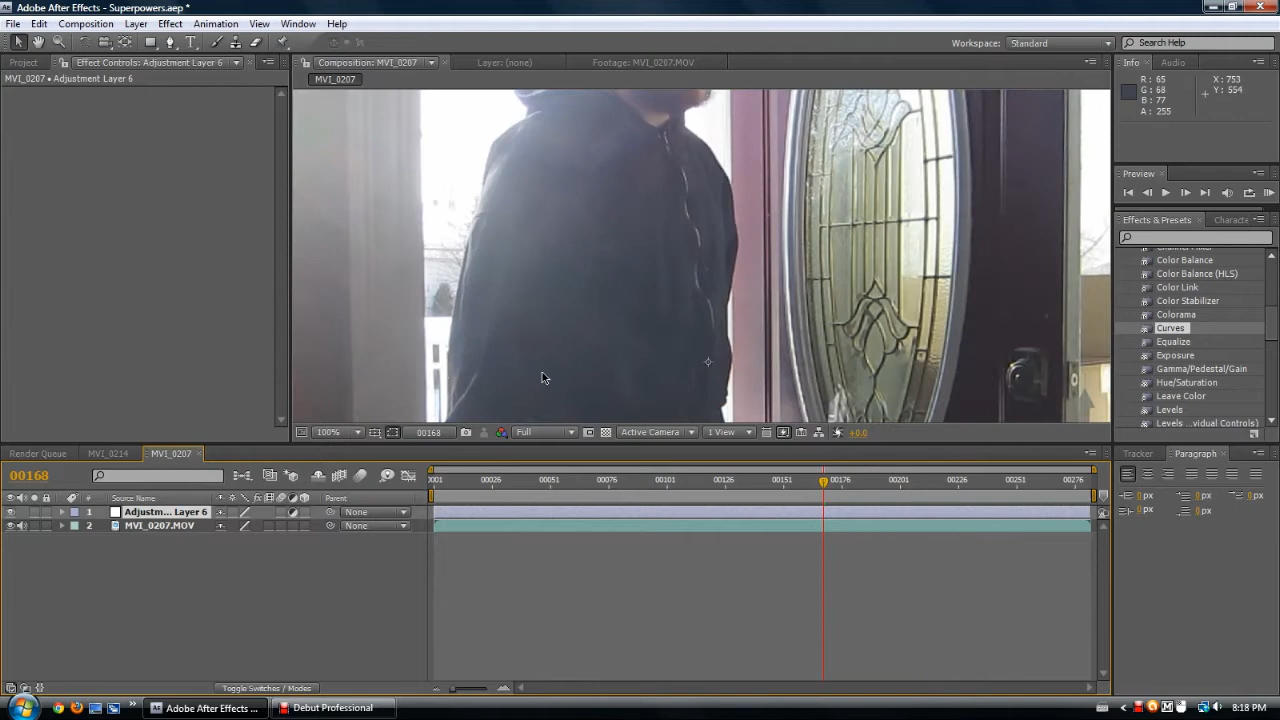 Adobe After Effects - Superpowers.aep *
File Edit Composition Layer Effect Animation View Window Help
Workspace: Standard Search Help
Project Effect Controls: Adjustment Layer 6 Composition: MVI_0207 Layer: (none) Footage: MVI_0207.MOV Info Audio
MVI_0207 • Adjustment Layer 6 MVI_0207
R: 65 X: 753
G: 68 Y: 554
B: 77
A: 255
Preview
Effects & Presets Characte
Channel Mixer
Color Balance
Color Balance (HLS)
Color Link
Color Stabilizer
Colorama
Curves
Equalize
Exposure
Gamma/Pedestal/Gain
Hue/Saturation
Leave Color
Levels
Levels ...vidual Controls)
100% 00168 Full Active Camera 1 View +0.0
Render Queue MVI_0214 MVI_0207 Tracker Paragraph
00168
0001 00026 00051 00076 00101 00126 00151 00176 00201 00226 00251 00276
# Source Name Parent
1 Adjustm... Layer 6 None
2 MVI_0207.MOV None
0 px 0 px 0 px
0 px 0 px
Toggle Switches / Modes
Adobe After Effects ... Debut Professional 8:18 PM